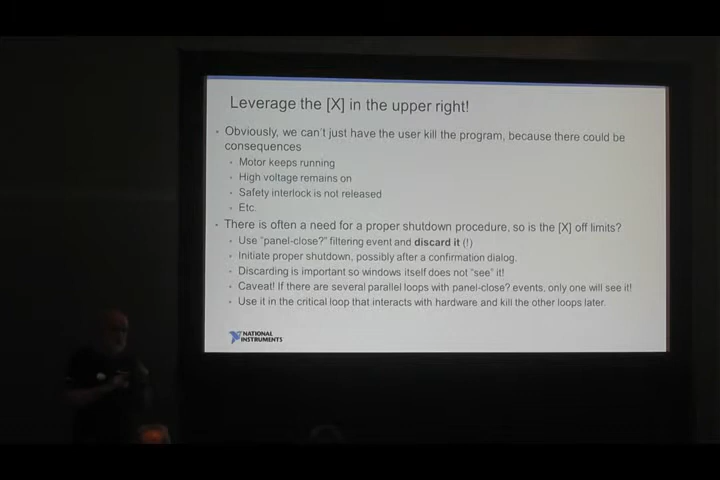 Leverage the [X] in the upper right!
• Obviously, we can't just have the user kill the program, because there could be
consequences
• Motor keeps running
• High voltage remains on
• Safety interlock is not released
• Etc.
• There is often a need for a proper shutdown procedure, so is the [X] off limits?
• Use "panel-close?" filtering event and discard it (!)
• Initiate proper shutdown, possibly after a confirmation dialog.
• Discarding is important so windows itself does not "see" it!
• Caveat! If there are several parallel loops with panel-close? events, only one will see it!
• Use it in the critical loop that interacts with hardware and kill the other loops later.
NATIONAL
INSTRUMENTS